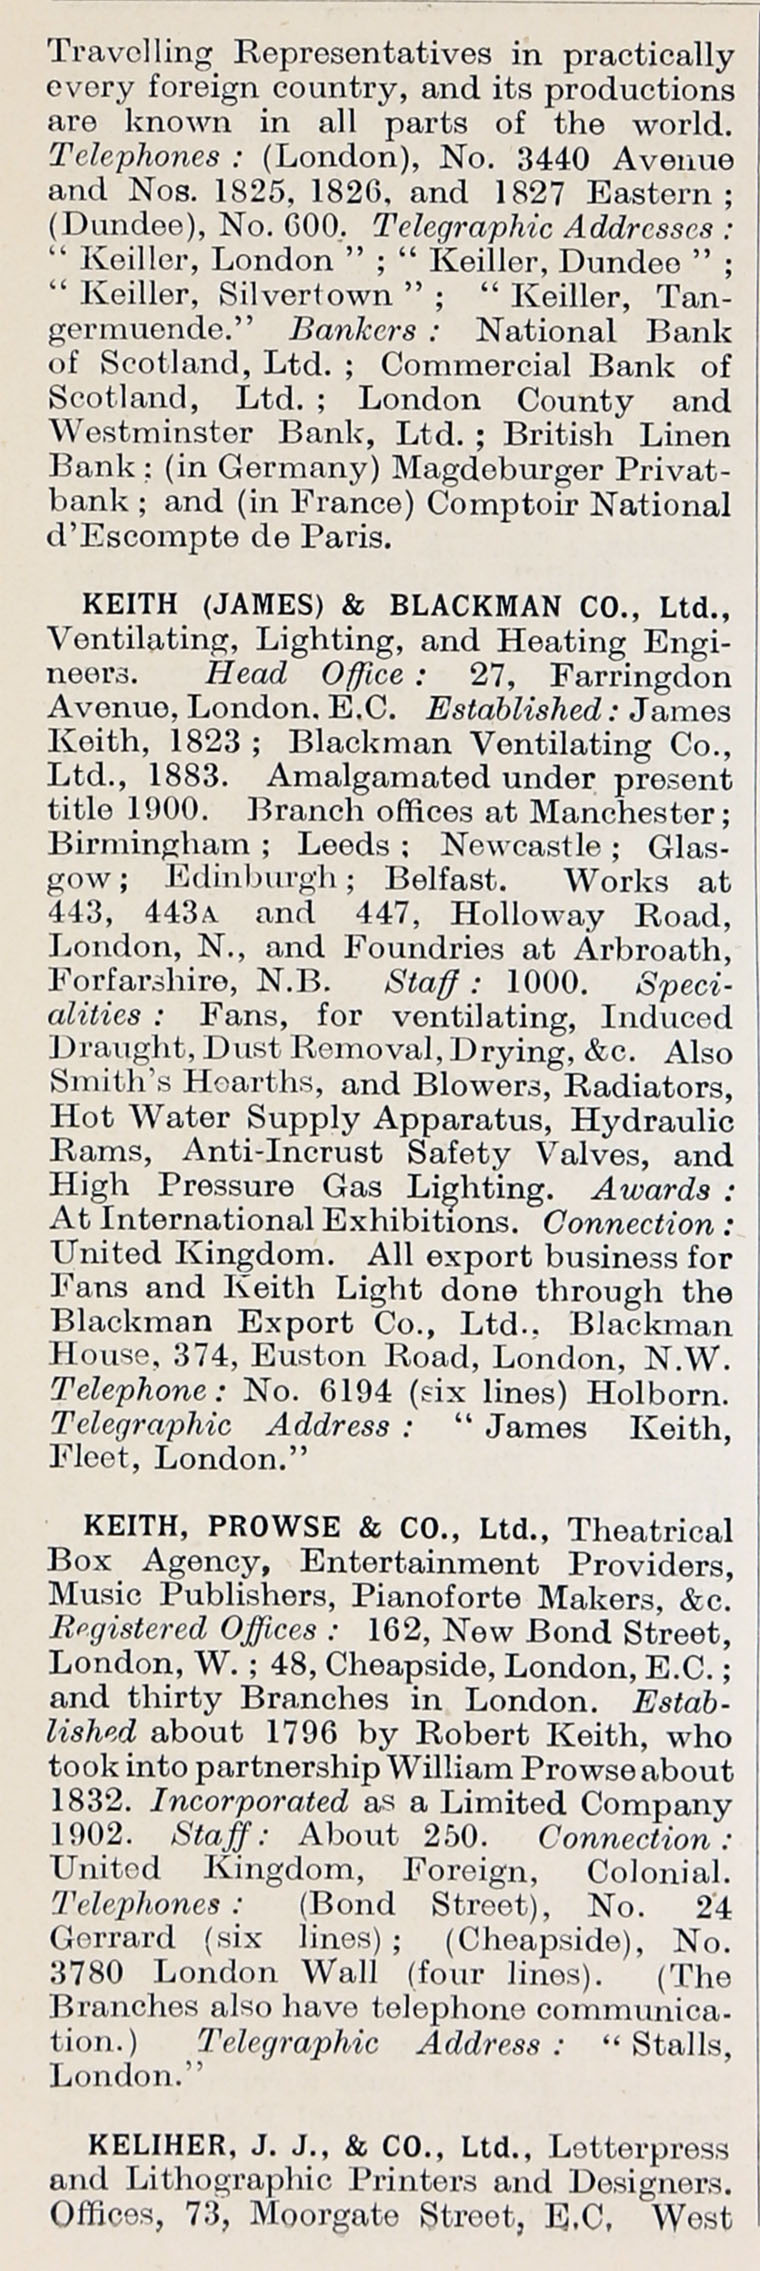 Travelling Representatives in practically
every foreign country, and its productions
are known in all parts of the world.
Telephones : (London), No. 3440 Avenue
and Nos. 1825, 1826, and 1827 Eastern ;
(Dundee), No. 600. Telegraphic Addresses :
“ Keiller, London ” ; “ Keiller, Dundee ” ;
“ Keiller, Silvertown ” ; “ Keiller, Tan-
germuende.” Bankers : National Bank
of Scotland, Ltd. ; Commercial Bank of
Scotland, Ltd. ; London County and
Westminster Bank, Ltd. ; British Linen
Bank ; (in Germany) Magdeburger Privat-
bank ; and (in France) Comptoir National
d'Escompte de Paris.
KEITH (JAMES) & BLACKMAN CO., Ltd.,
Ventilating, Lighting, and Heating Engi-
neers. Head Office : 27, Farringdon
Avenue, London, E.C. Established : James
Keith, 1823 ; Blackman Ventilating Co.,
Ltd., 1883. Amalgamated under present
title 1900. Branch offices at Manchester ;
Birmingham ; Leeds ; Newcastle ; Glas-
gow ; Edinburgh ; Belfast. Works at
443, 443A and 447, Holloway Road,
London, N., and Foundries at Arbroath,
Forfarshire, N.B. Staff : 1000. Speci-
alities : Fans, for ventilating, Induced
Draught, Dust Removal, Drying, &c. Also
Smith's Hearths, and Blowers, Radiators,
Hot Water Supply Apparatus, Hydraulic
Rams, Anti-Incrust Safety Valves, and
High Pressure Gas Lighting. Awards :
At International Exhibitions. Connection :
United Kingdom. All export business for
Fans and Keith Light done through the
Blackman Export Co., Ltd., Blackman
House, 374, Euston Road, London, N.W.
Telephone : No. 6194 (six lines) Holborn.
Telegraphic Address : “ James Keith,
Fleet, London.”
KEITH, PROWSE & CO., Ltd., Theatrical
Box Agency, Entertainment Providers,
Music Publishers, Pianoforte Makers, &c.
Registered Offices : 162, New Bond Street,
London, W. ; 48, Cheapside, London, E.C. ;
and thirty Branches in London. Estab-
lished about 1796 by Robert Keith, who
took into partnership William Prowse about
1832. Incorporated as a Limited Company
1902. Staff : About 250. Connection :
United Kingdom, Foreign, Colonial.
Telephones : (Bond Street), No. 24
Gerrard (six lines) ; (Cheapside), No.
3780 London Wall (four lines). (The
Branches also have telephone communica-
tion.) Telegraphic Address : “ Stalls,
London.”
KELIHER, J. J., & CO., Ltd., Letterpress
and Lithographic Printers and Designers.
Offices, 73, Moorgate Street, E.C. West